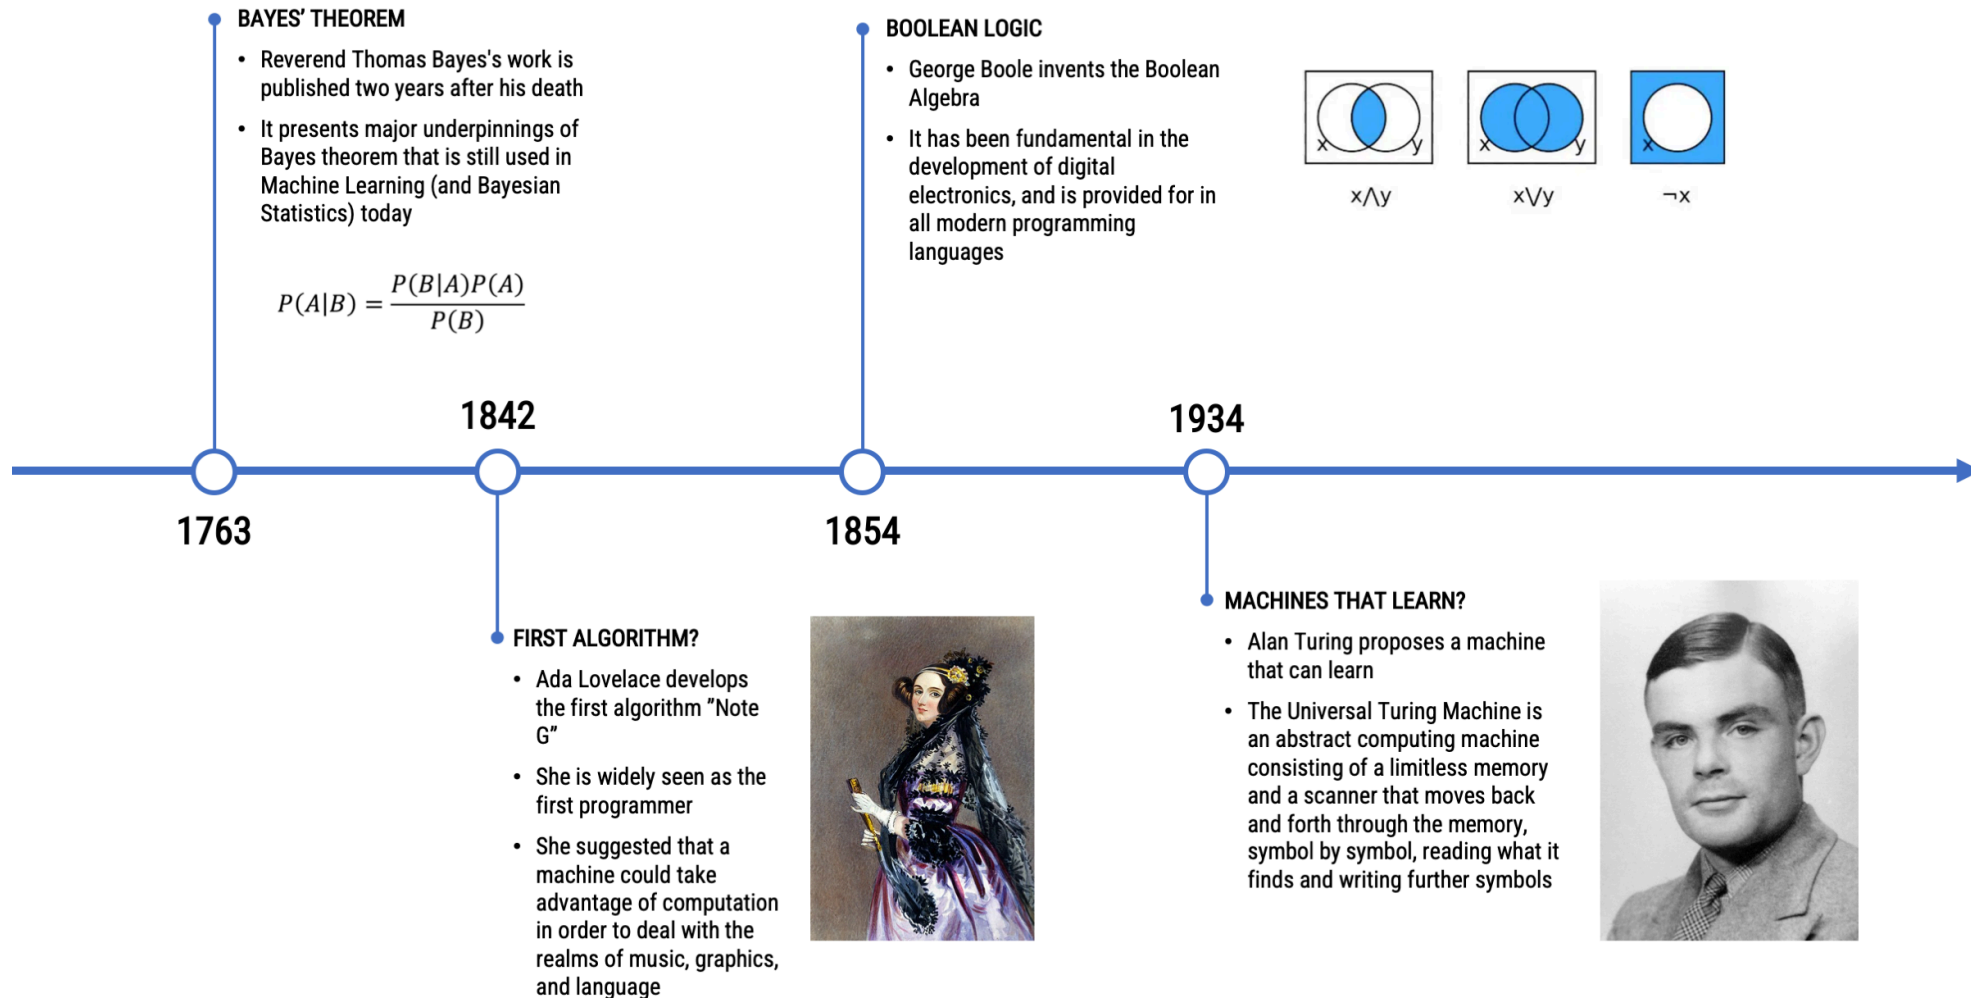 BAYES’ THEOREM
• Reverend Thomas Bayes's work is
published two years after his death
• It presents major underpinnings of
Bayes theorem that is still used in
Machine Learning (and Bayesian
Statistics) today
P(A|B) = P(B|A)P(A) / P(B)
1763
1842
FIRST ALGORITHM?
• Ada Lovelace develops
the first algorithm ”Note
G”
• She is widely seen as the
first programmer
• She suggested that a
machine could take
advantage of computation
in order to deal with the
realms of music, graphics,
and language
BOOLEAN LOGIC
• George Boole invents the Boolean
Algebra
• It has been fundamental in the
development of digital
electronics, and is provided for in
all modern programming
languages
x y
x y
x
x∧y
x∨y
¬x
1854
1934
MACHINES THAT LEARN?
• Alan Turing proposes a machine
that can learn
• The Universal Turing Machine is
an abstract computing machine
consisting of a limitless memory
and a scanner that moves back
and forth through the memory,
symbol by symbol, reading what it
finds and writing further symbols